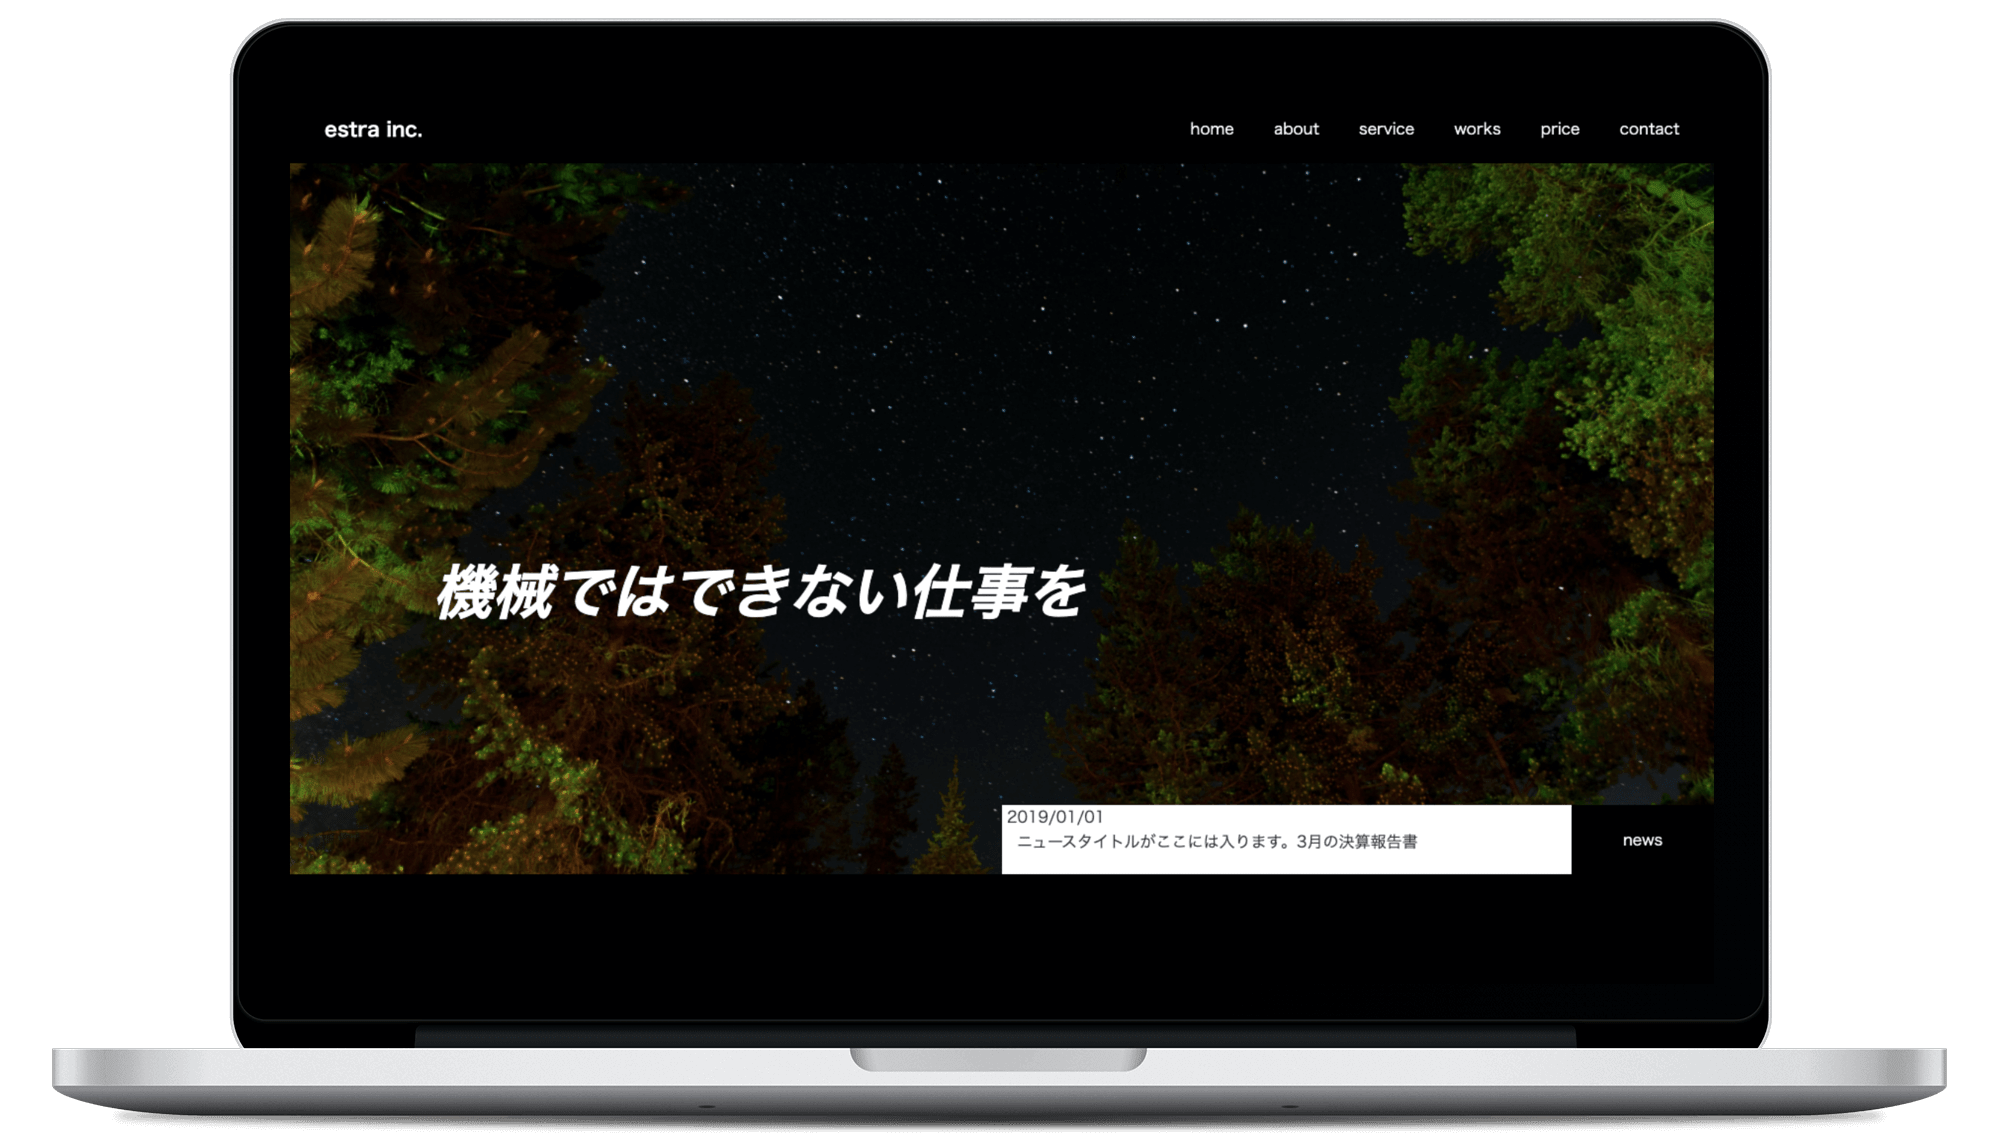 estra inc.
home about service works price contact
機械ではできない仕事を
2019/01/01
ニュースタイトルがここには入ります。3月の決算報告書
news